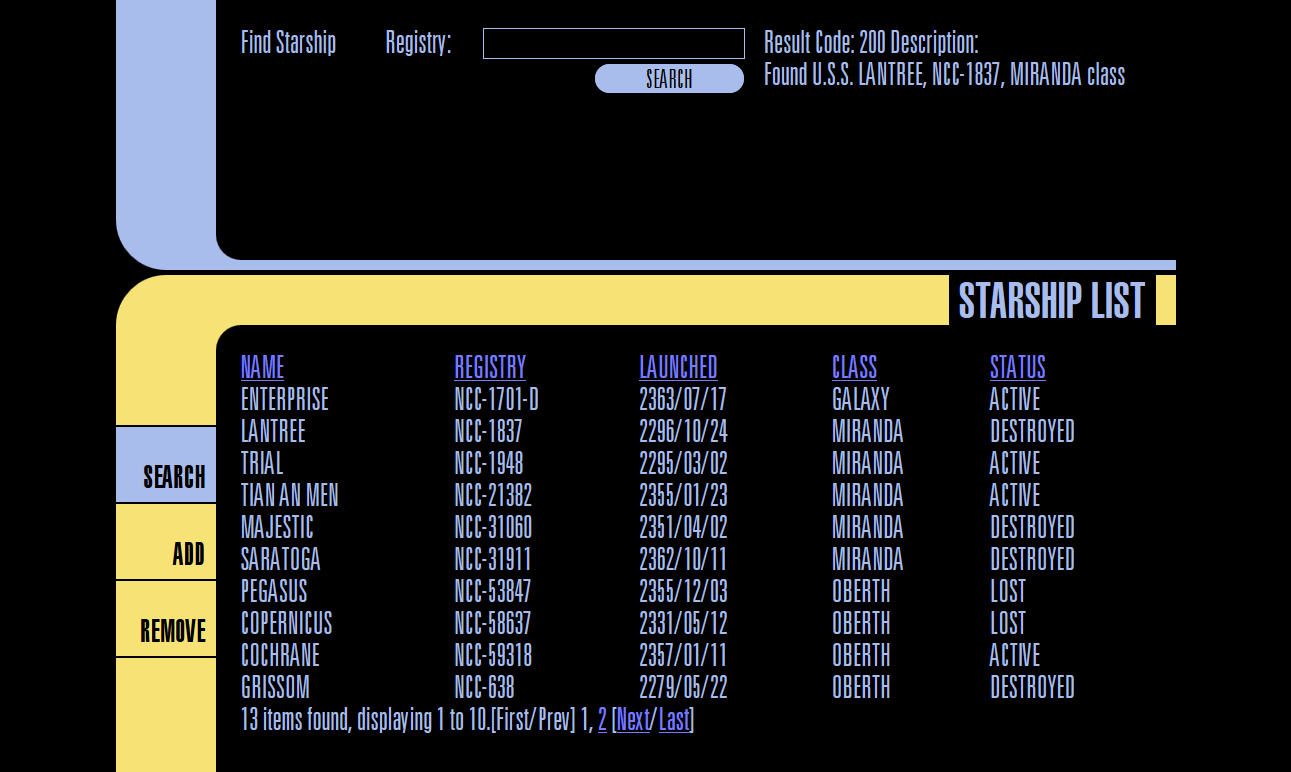 Find Starship Registry: Result Code: 200 Description:
SEARCH Found U.S.S. LANTREE, NCC-1837, MIRANDA class
STARSHIP LIST
NAME REGISTRY LAUNCHED CLASS STATUS
ENTERPRISE NCC-1701-D 2363/07/17 GALAXY ACTIVE
LANTREE NCC-1837 2296/10/24 MIRANDA DESTROYED
TRIAL NCC-1948 2295/03/02 MIRANDA ACTIVE
TIAN AN MEN NCC-21382 2355/01/23 MIRANDA ACTIVE
MAJESTIC NCC-31060 2351/04/02 MIRANDA DESTROYED
SARATOGA NCC-31911 2362/10/11 MIRANDA DESTROYED
PEGASUS NCC-53847 2355/12/03 OBERTH LOST
COPERNICUS NCC-58637 2331/05/12 OBERTH LOST
COCHRANE NCC-59318 2357/01/11 OBERTH ACTIVE
GRISSOM NCC-638 2279/05/22 OBERTH DESTROYED
13 items found, displaying 1 to 10.[First/Prev] 1, 2 [Next/Last]
SEARCH
ADD
REMOVE